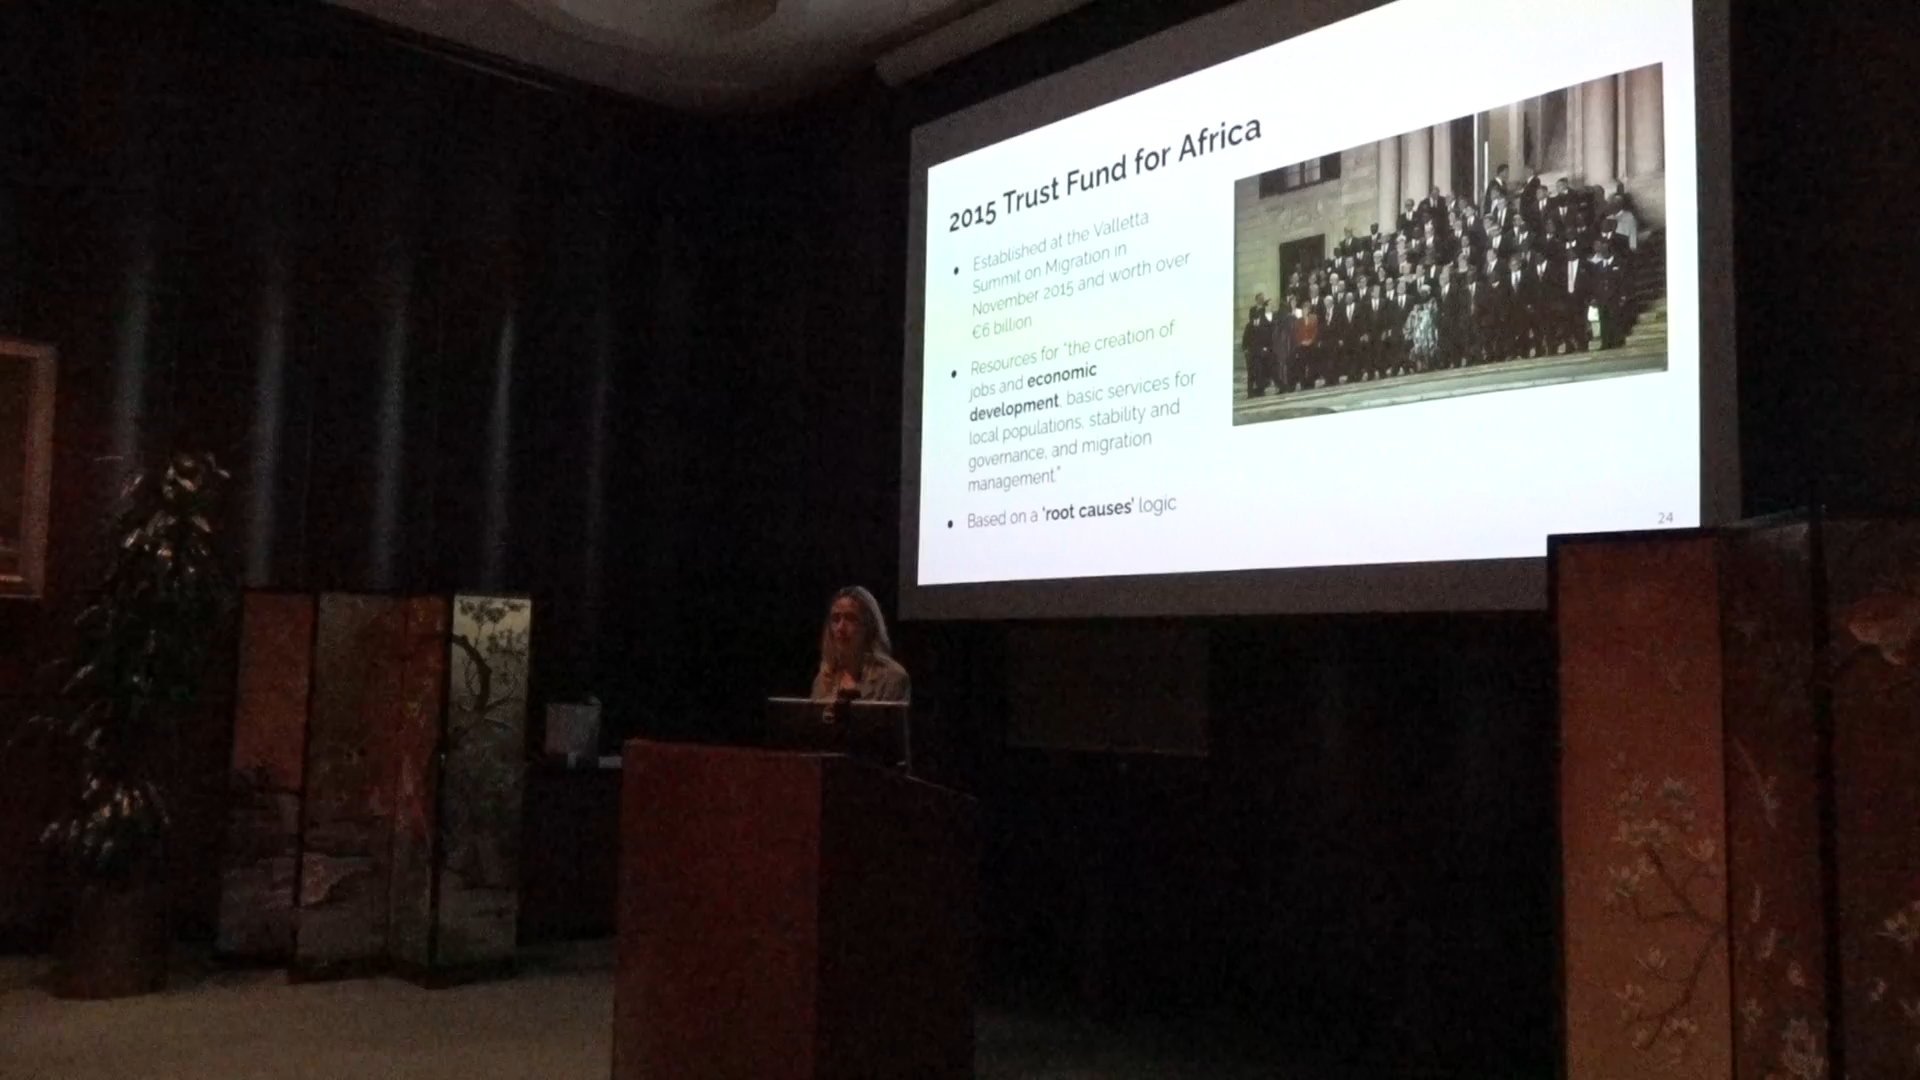 2015 Trust Fund for Africa
● Established at the Valletta
Summit on Migration in
November 2015 and worth over
€6 billion
● Resources for "the creation of
jobs and economic
development, basic services for
local populations, stability and
governance, and migration
management."
● Based on a 'root causes' logic
24